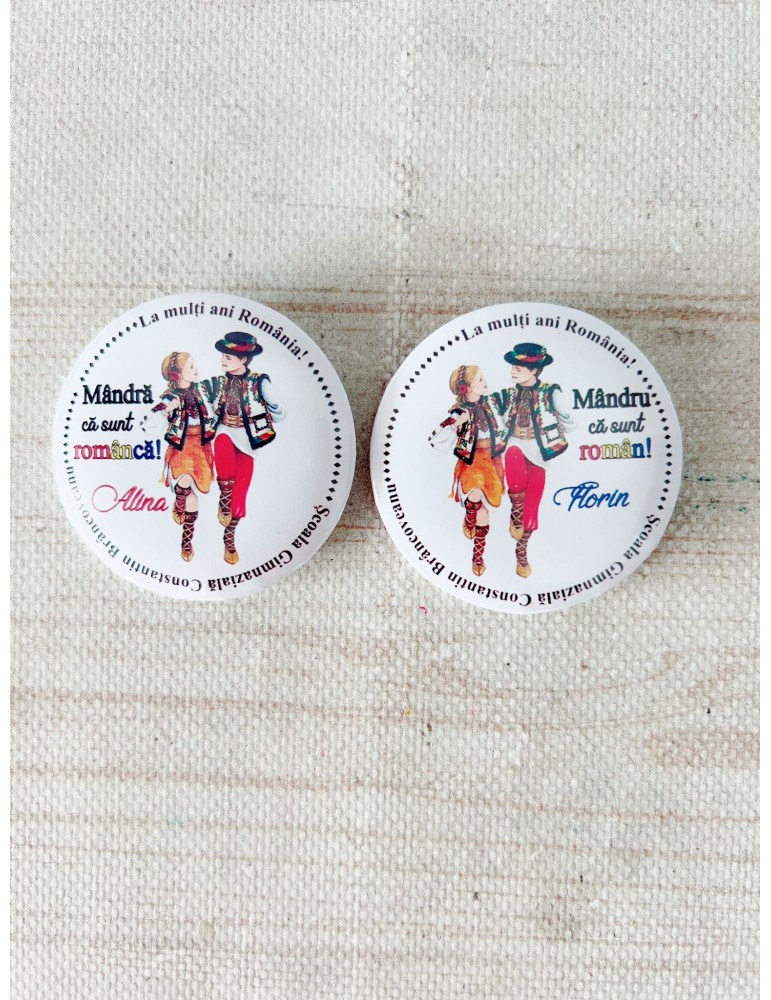 La mulți ani România!
Mândră
că sunt
româncă!
Alina
Școala Gimnazială Constantin Brâncoveanu
La mulți ani România!
Mândru
că sunt
român!
Florin
Școala Gimnazială Constantin Brâncoveanu